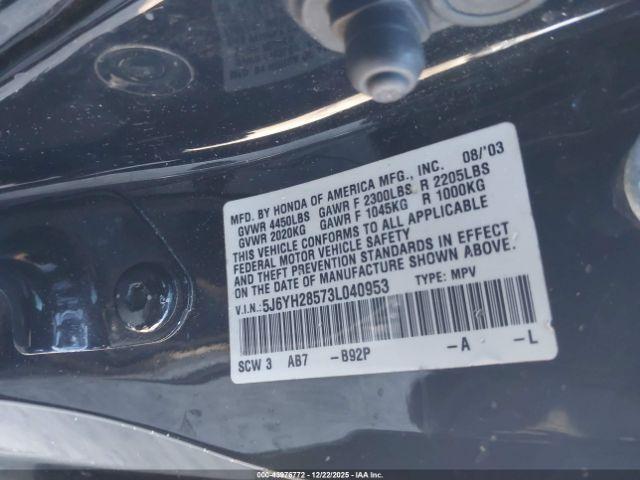 MFD. BY HONDA OF AMERICA MFG., INC. 08/'03
GVWR 4450LBS GAWR F 2300LBS R 2205LBS
GVWR 2020KG GAWR F 1045KG R 1000KG
THIS VEHICLE CONFORMS TO ALL APPLICABLE
FEDERAL MOTOR VEHICLE SAFETY
AND THEFT PREVENTION STANDARDS IN EFFECT
ON THE DATE OF MANUFACTURE SHOWN ABOVE.
V.I.N.: 5J6YH28573L040953 TYPE: MPV
SCW 3 AB7 -B92P -A -L
000-43976772 - 12/22/2025 - IAAI, Inc.